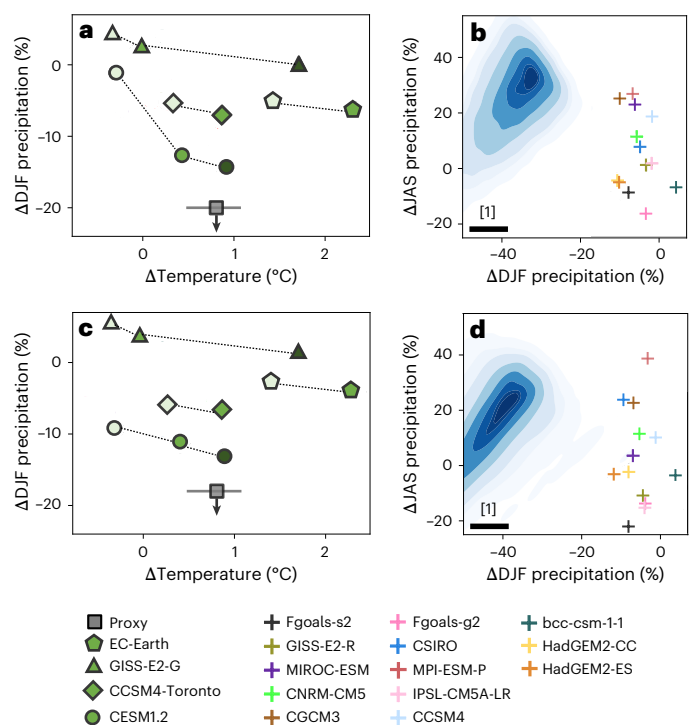 a
ΔDJF precipitation (%)
0
−10
−20
0
1
2
ΔTemperature (°C)
b
ΔJAS precipitation (%)
40
20
0
−20
[1]
−40
−20
0
ΔDJF precipitation (%)
c
ΔDJF precipitation (%)
0
−10
−20
0
1
2
ΔTemperature (°C)
d
ΔJAS precipitation (%)
40
20
0
−20
[1]
−40
−20
0
ΔDJF precipitation (%)
Proxy
EC-Earth
GISS-E2-G
CCSM4-Toronto
CESM1.2
Fgoals-s2
GISS-E2-R
MIROC-ESM
CNRM-CM5
CGCM3
Fgoals-g2
CSIRO
MPI-ESM-P
IPSL-CM5A-LR
CCSM4
bcc-csm-1-1
HadGEM2-CC
HadGEM2-ES